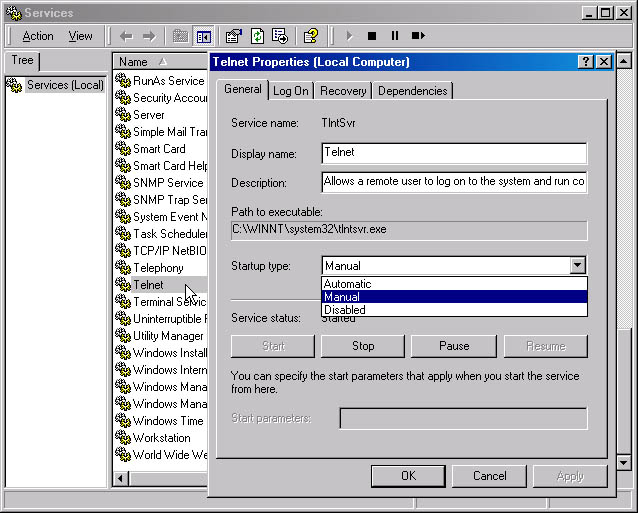 Services
Action View
Tree
Services (Local)
Name
RunAs Service
Security Accou
Server
Simple Mail Tra
Smart Card
Smart Card Help
SNMP Service
SNMP Trap Ser
System Event N
Task Scheduler
TCP/IP NetBIO
Telephony
Telnet
Terminal Servic
Uninterruptible P
Utility Manager
Windows Install
Windows Intern
Windows Mana
Windows Mana
Windows Time
Workstation
World Wide We
Telnet Properties (Local Computer)
General Log On Recovery Dependencies
Service name: TlntSvr
Display name: Telnet
Description: Allows a remote user to log on to the system and run co
Path to executable:
C:\WINNT\system32\tlntsvr.exe
Startup type: Manual
Automatic
Manual
Disabled
Service status: Started
Start Stop Pause Resume
You can specify the start parameters that apply when you start the service
from here.
Start parameters:
OK Cancel Apply